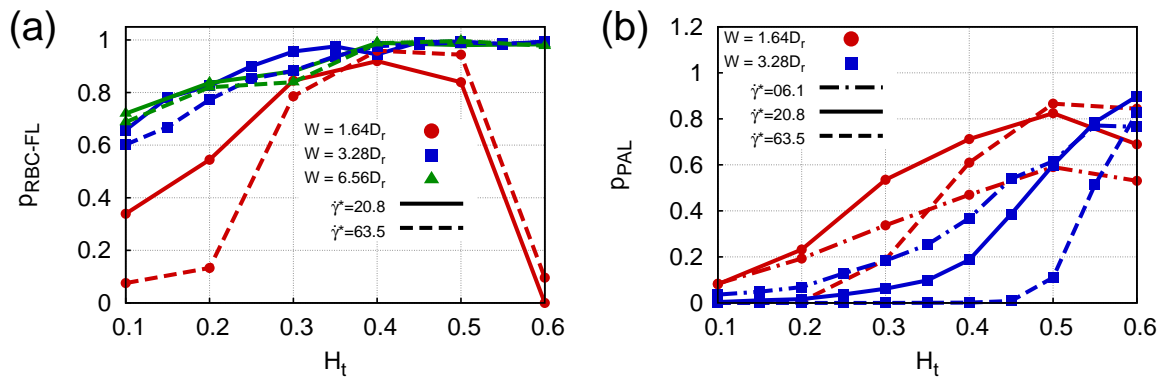 (a)
1
0.8
0.6
0.4
0.2
0
0.1
0.2
0.3
0.4
0.5
0.6
p_RBC-FL
H_t
W = 1.64D_r
W = 3.28D_r
W = 6.56D_r
γ̇*=20.8
γ̇*=63.5
(b)
1.2
1
0.8
0.6
0.4
0.2
0
0.1
0.2
0.3
0.4
0.5
0.6
p_PAL
H_t
W = 1.64D_r
W = 3.28D_r
γ̇*=06.1
γ̇*=20.8
γ̇*=63.5